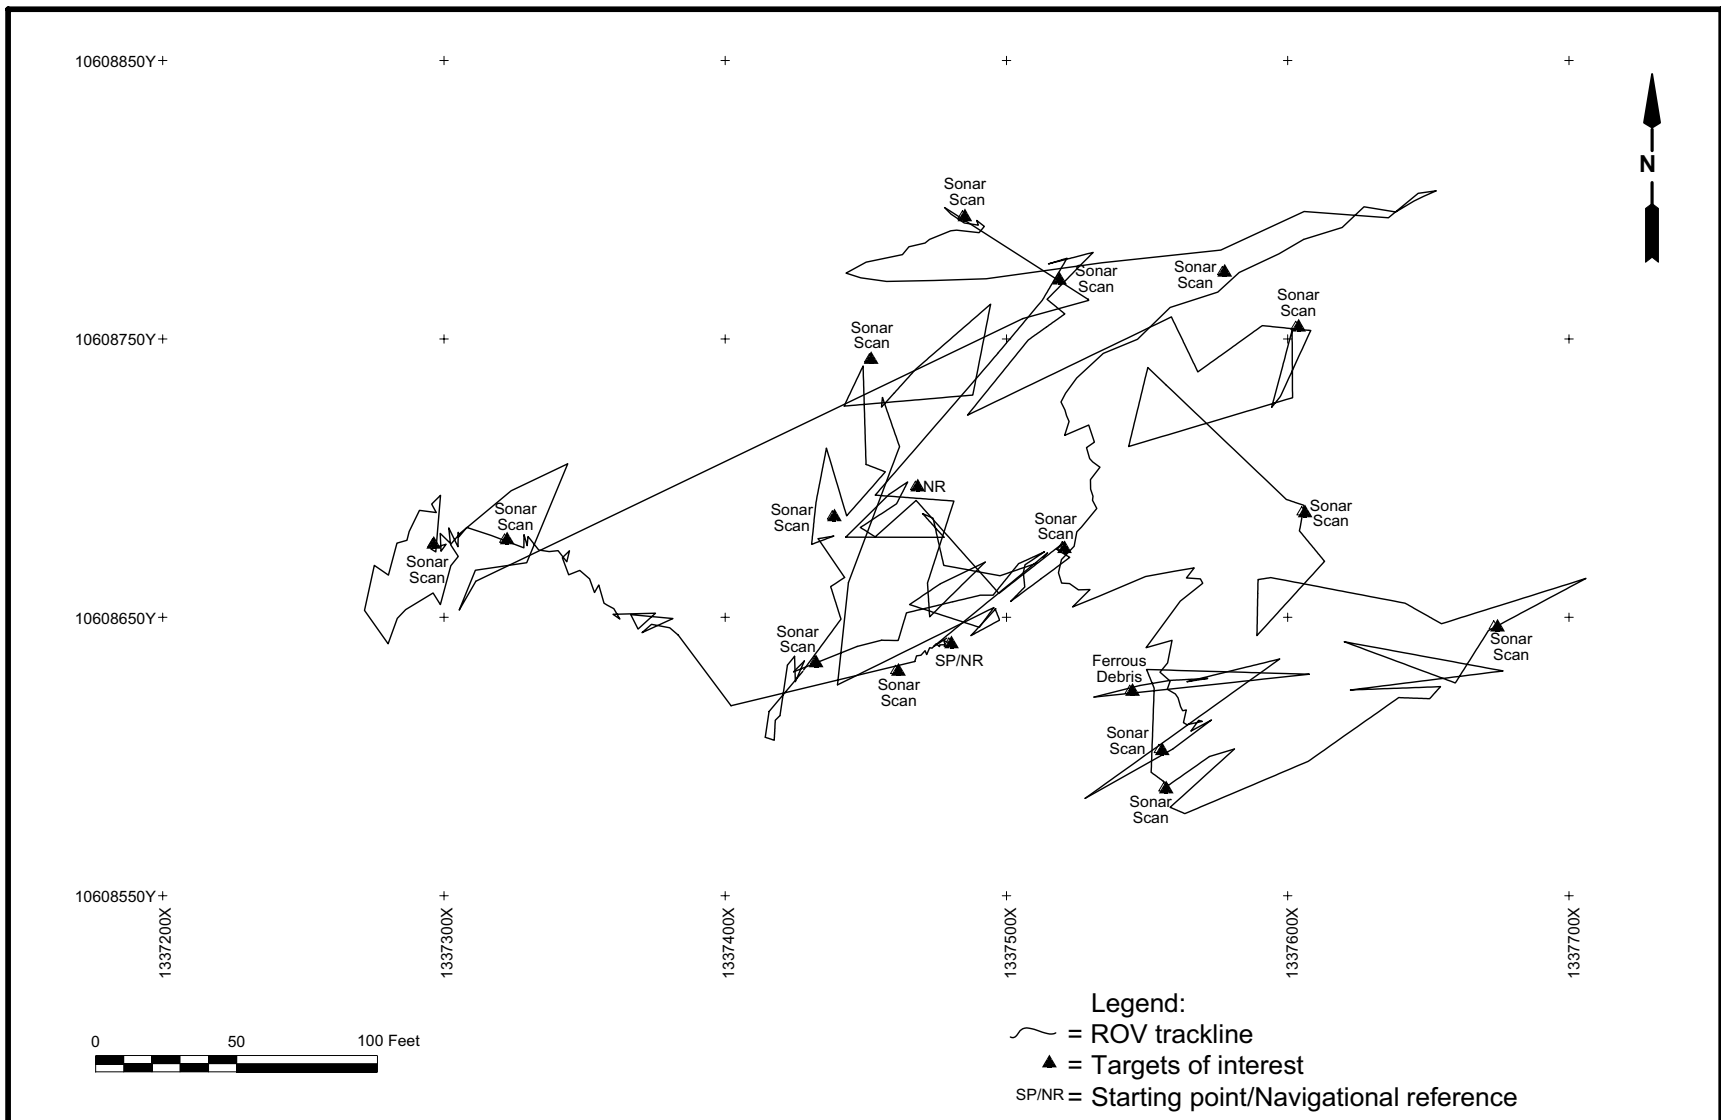 10608850Y
N
Sonar
Scan
Sonar
Scan
Sonar
Scan
Sonar
Scan
Sonar
Scan
10608750Y
NR
Sonar
Scan
Sonar
Scan
Sonar
Scan
Sonar
Scan
Sonar
Scan
10608650Y
Sonar
Scan
SP/NR
Sonar
Scan
Ferrous
Debris
Sonar
Scan
Sonar
Scan
Sonar
Scan
10608550Y
1337200X
1337300X
1337400X
1337500X
1337600X
1337700X
0 50 100 Feet
Legend:
= ROV trackline
= Targets of interest
SP/NR = Starting point/Navigational reference